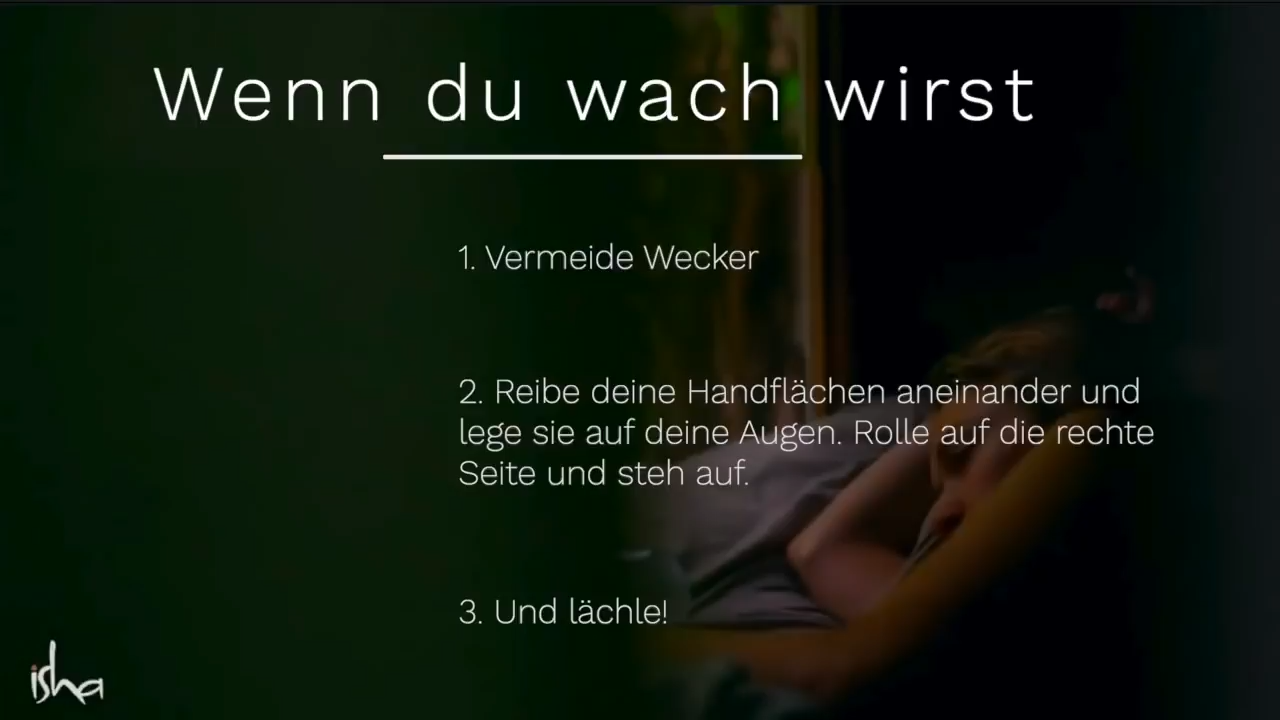 Wenn du wach wirst
1. Vermeide Wecker
2. Reibe deine Handflächen aneinander und
lege sie auf deine Augen. Rolle auf die rechte
Seite und steh auf.
3. Und lächle!
isha